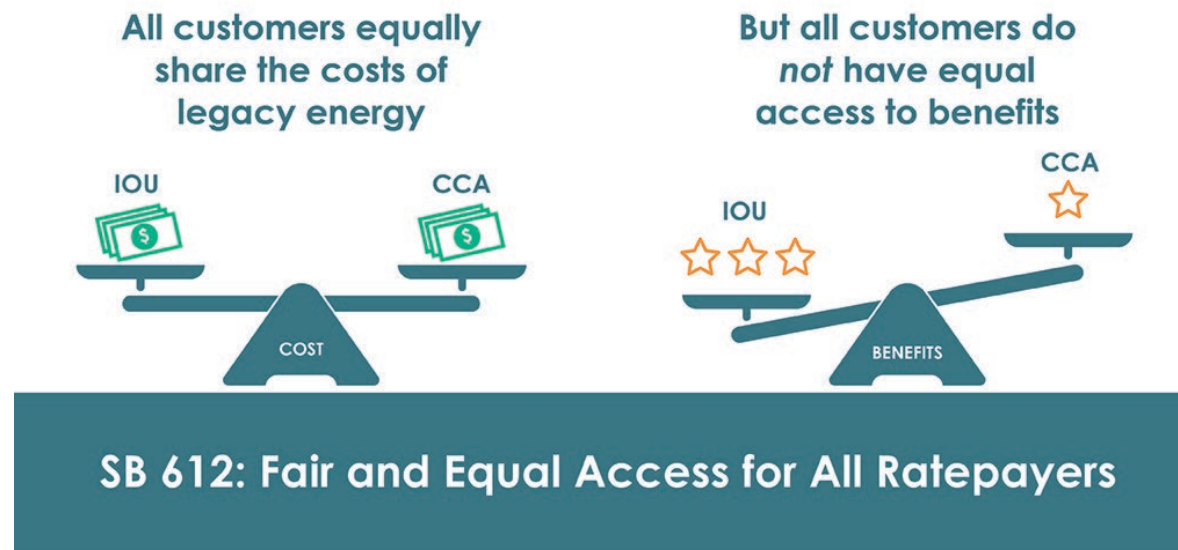 All customers equally
share the costs of
legacy energy
IOU
CCA
$
$
COST
But all customers do
not have equal
access to benefits
IOU
CCA
BENEFITS
SB 612: Fair and Equal Access for All Ratepayers